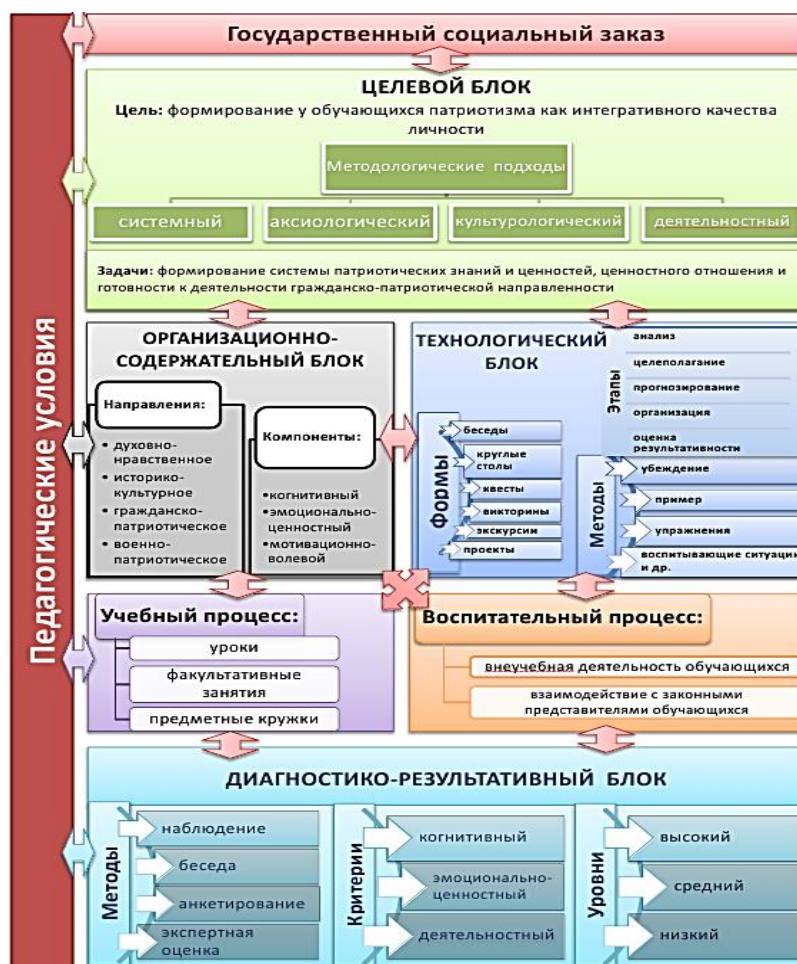 Педагогические условия
Государственный социальный заказ
ЦЕЛЕВОЙ БЛОК
Цель: формирование у обучающихся патриотизма как интегративного качества
личности
Методологические подходы
системный
аксиологический
культурологический
деятельностный
Задачи: формирование системы патриотических знаний и ценностей, ценностного отношения и
готовности к деятельности гражданско-патриотической направленности
ОРГАНИЗАЦИОННО-
СОДЕРЖАТЕЛЬНЫЙ БЛОК
Направления:
• духовно-
нравственное
• историко-
культурное
• гражданско-
патриотическое
• военно-
патриотическое
Компоненты:
•когнитивный
•эмоционально-
ценностный
•мотивационно-
волевой
ТЕХНОЛОГИЧЕСКИЙ
БЛОК
Этапы
анализ
целеполагание
прогнозирование
организация
оценка
результативности
Формы
беседы
круглые
столы
квесты
викторины
экскурсии
проекты
Методы
убеждение
пример
упражнения
воспитывающие ситуации
и др.
Учебный процесс:
уроки
факультативные
занятия
предметные кружки
Воспитательный процесс:
внеучебная деятельность обучающихся
взаимодействие с законными
представителями обучающихся
ДИАГНОСТИКО-РЕЗУЛЬТАТИВНЫЙ БЛОК
Методы
наблюдение
беседа
анкетирование
экспертная
оценка
Критерии
когнитивный
эмоционально-
ценностный
деятельностный
Уровни
высокий
средний
низкий